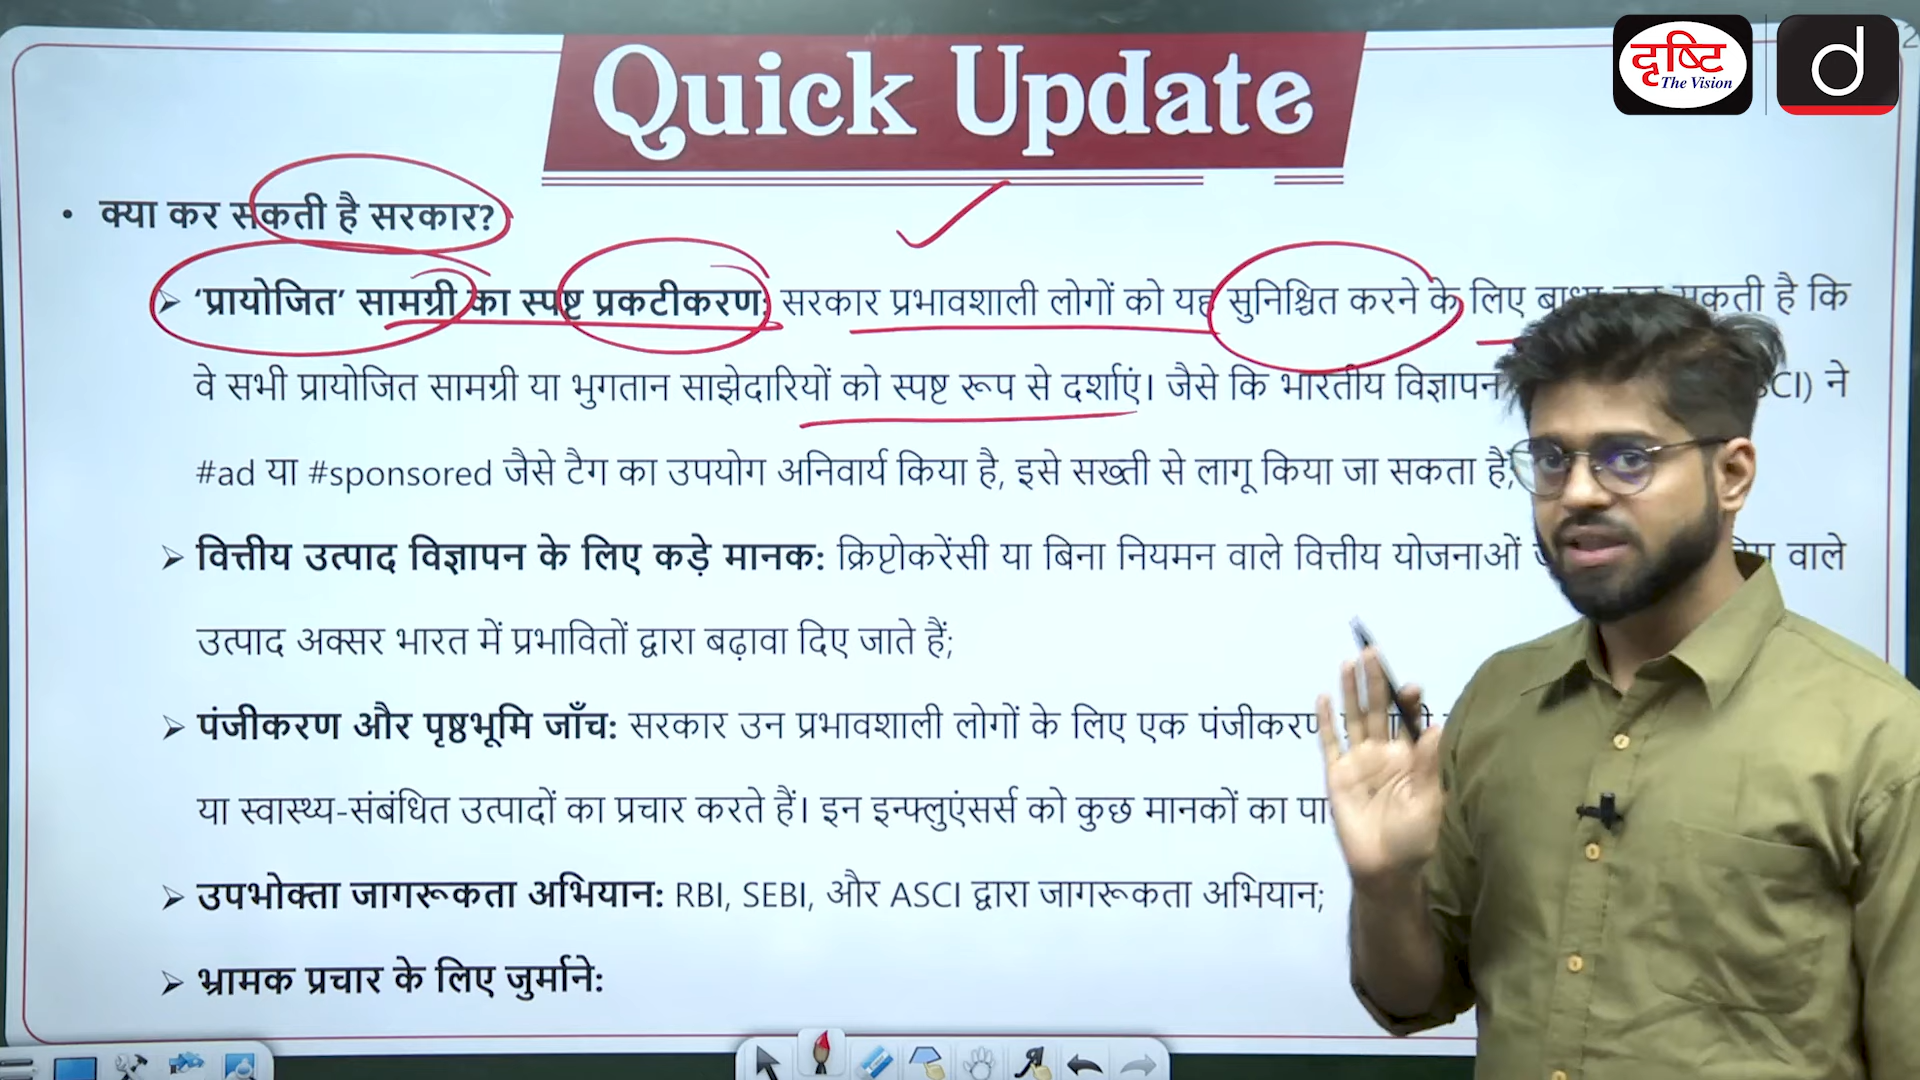 Quick Update
दृष्टि
The Vision
d
2
• क्या कर सकती है सरकार?
➢ ‘प्रायोजित’ सामग्री का स्पष्ट प्रकटीकरण: सरकार प्रभावशाली लोगों को यह सुनिश्चित करने के लिए सकती है कि
वे सभी प्रायोजित सामग्री या भुगतान साझेदारियों को स्पष्ट रूप से दर्शाएं। जैसे कि भारतीय विज्ञापन SCI) ने
#ad या #sponsored जैसे टैग का उपयोग अनिवार्य किया है, इसे सख्ती से लागू किया जा सकता है;
➢ वित्तीय उत्पाद विज्ञापन के लिए कड़े मानक: क्रिप्टोकरेंसी या बिना नियमन वाले वित्तीय योजनाओं वाले
उत्पाद अक्सर भारत में प्रभावितों द्वारा बढ़ावा दिए जाते हैं;
➢ पंजीकरण और पृष्ठभूमि जाँच: सरकार उन प्रभावशाली लोगों के लिए एक पंजीकरण
या स्वास्थ्य-संबंधित उत्पादों का प्रचार करते हैं। इन इन्फ्लुएंसर्स को कुछ मानकों का
➢ उपभोक्ता जागरूकता अभियान: RBI, SEBI, और ASCI द्वारा जागरूकता अभियान;
➢ भ्रामक प्रचार के लिए जुर्माने: